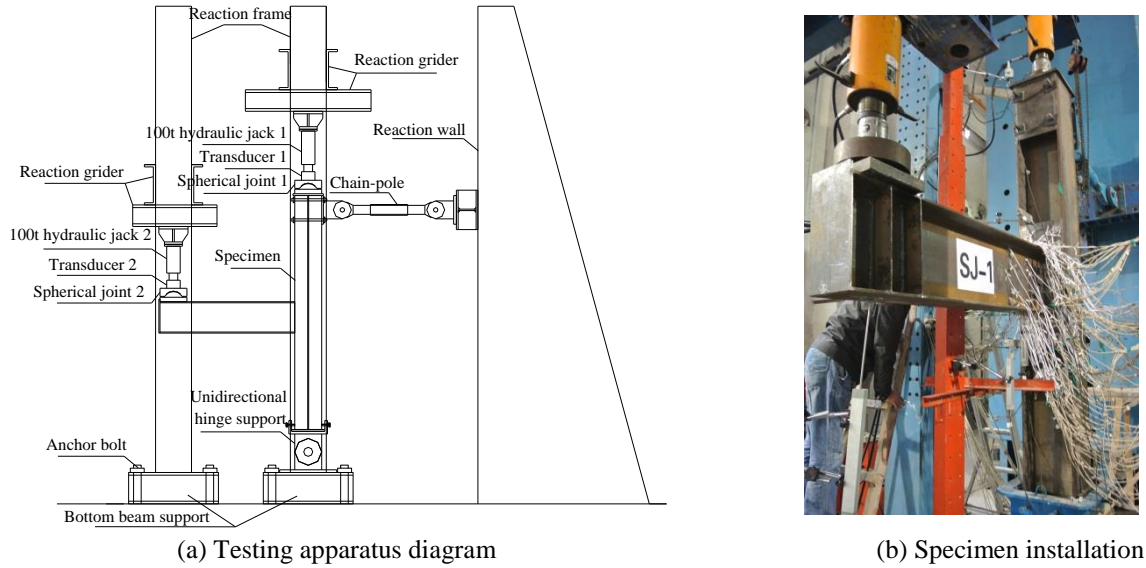 Reaction frame
Reaction grider
100t hydraulic jack 1
Reaction wall
Transducer 1
Reaction grider
Spherical joint 1
Chain-pole
100t hydraulic jack 2
Specimen
Transducer 2
Spherical joint 2
SJ-1
Unidirectional
hinge support
Anchor bolt
Bottom beam support
(a) Testing apparatus diagram
(b) Specimen installation